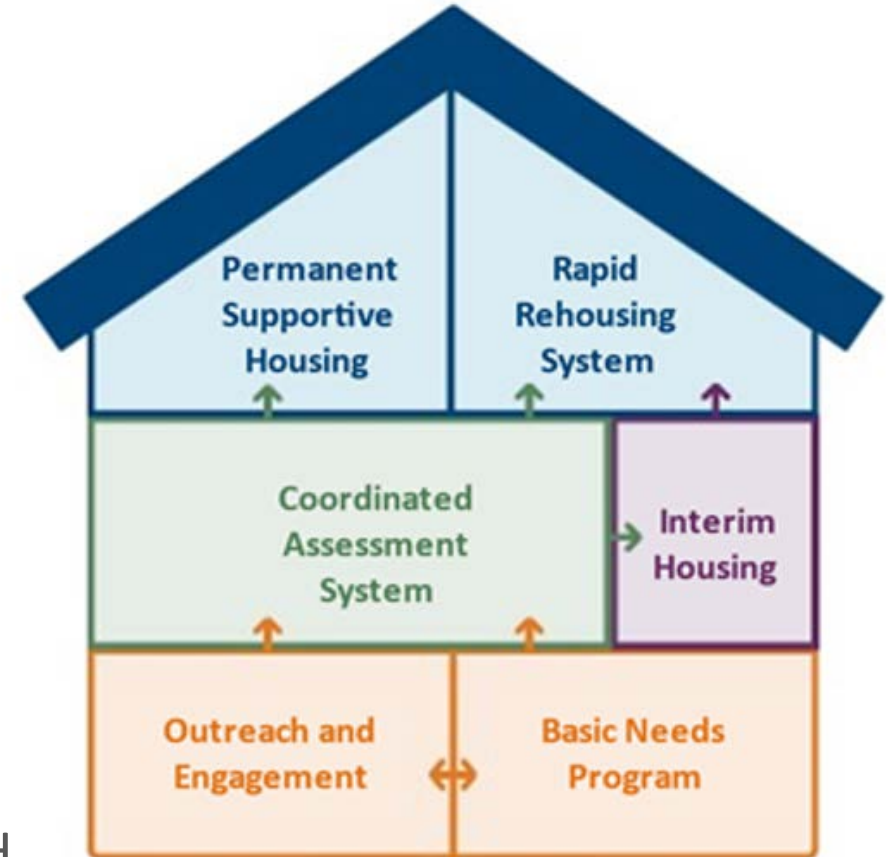 Permanent
Supportive
Housing
Rapid
Rehousing
System
Coordinated
Assessment
System
Interim
Housing
Outreach and
Engagement
Basic Needs
Program